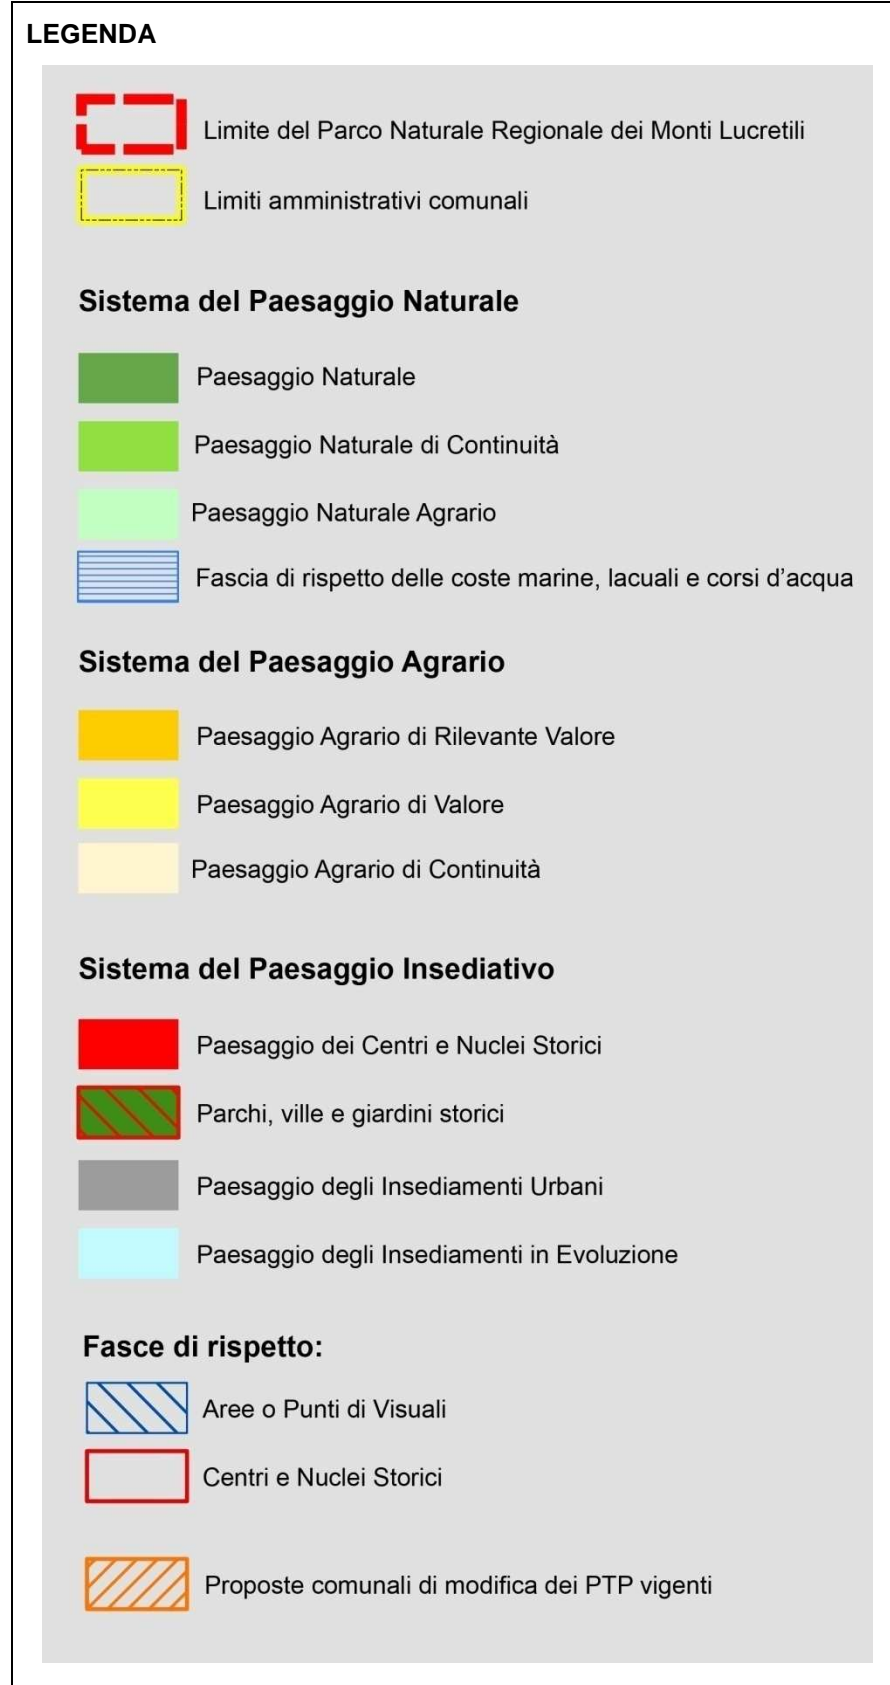 LEGENDA
Limite del Parco Naturale Regionale dei Monti Lucretili
Limiti amministrativi comunali
Sistema del Paesaggio Naturale
Paesaggio Naturale
Paesaggio Naturale di Continuità
Paesaggio Naturale Agrario
Fascia di rispetto delle coste marine, lacuali e corsi d'acqua
Sistema del Paesaggio Agrario
Paesaggio Agrario di Rilevante Valore
Paesaggio Agrario di Valore
Paesaggio Agrario di Continuità
Sistema del Paesaggio Insediativo
Paesaggio dei Centri e Nuclei Storici
Parchi, ville e giardini storici
Paesaggio degli Insediamenti Urbani
Paesaggio degli Insediamenti in Evoluzione
Fasce di rispetto:
Aree o Punti di Visuali
Centri e Nuclei Storici
Proposte comunali di modifica dei PTP vigenti